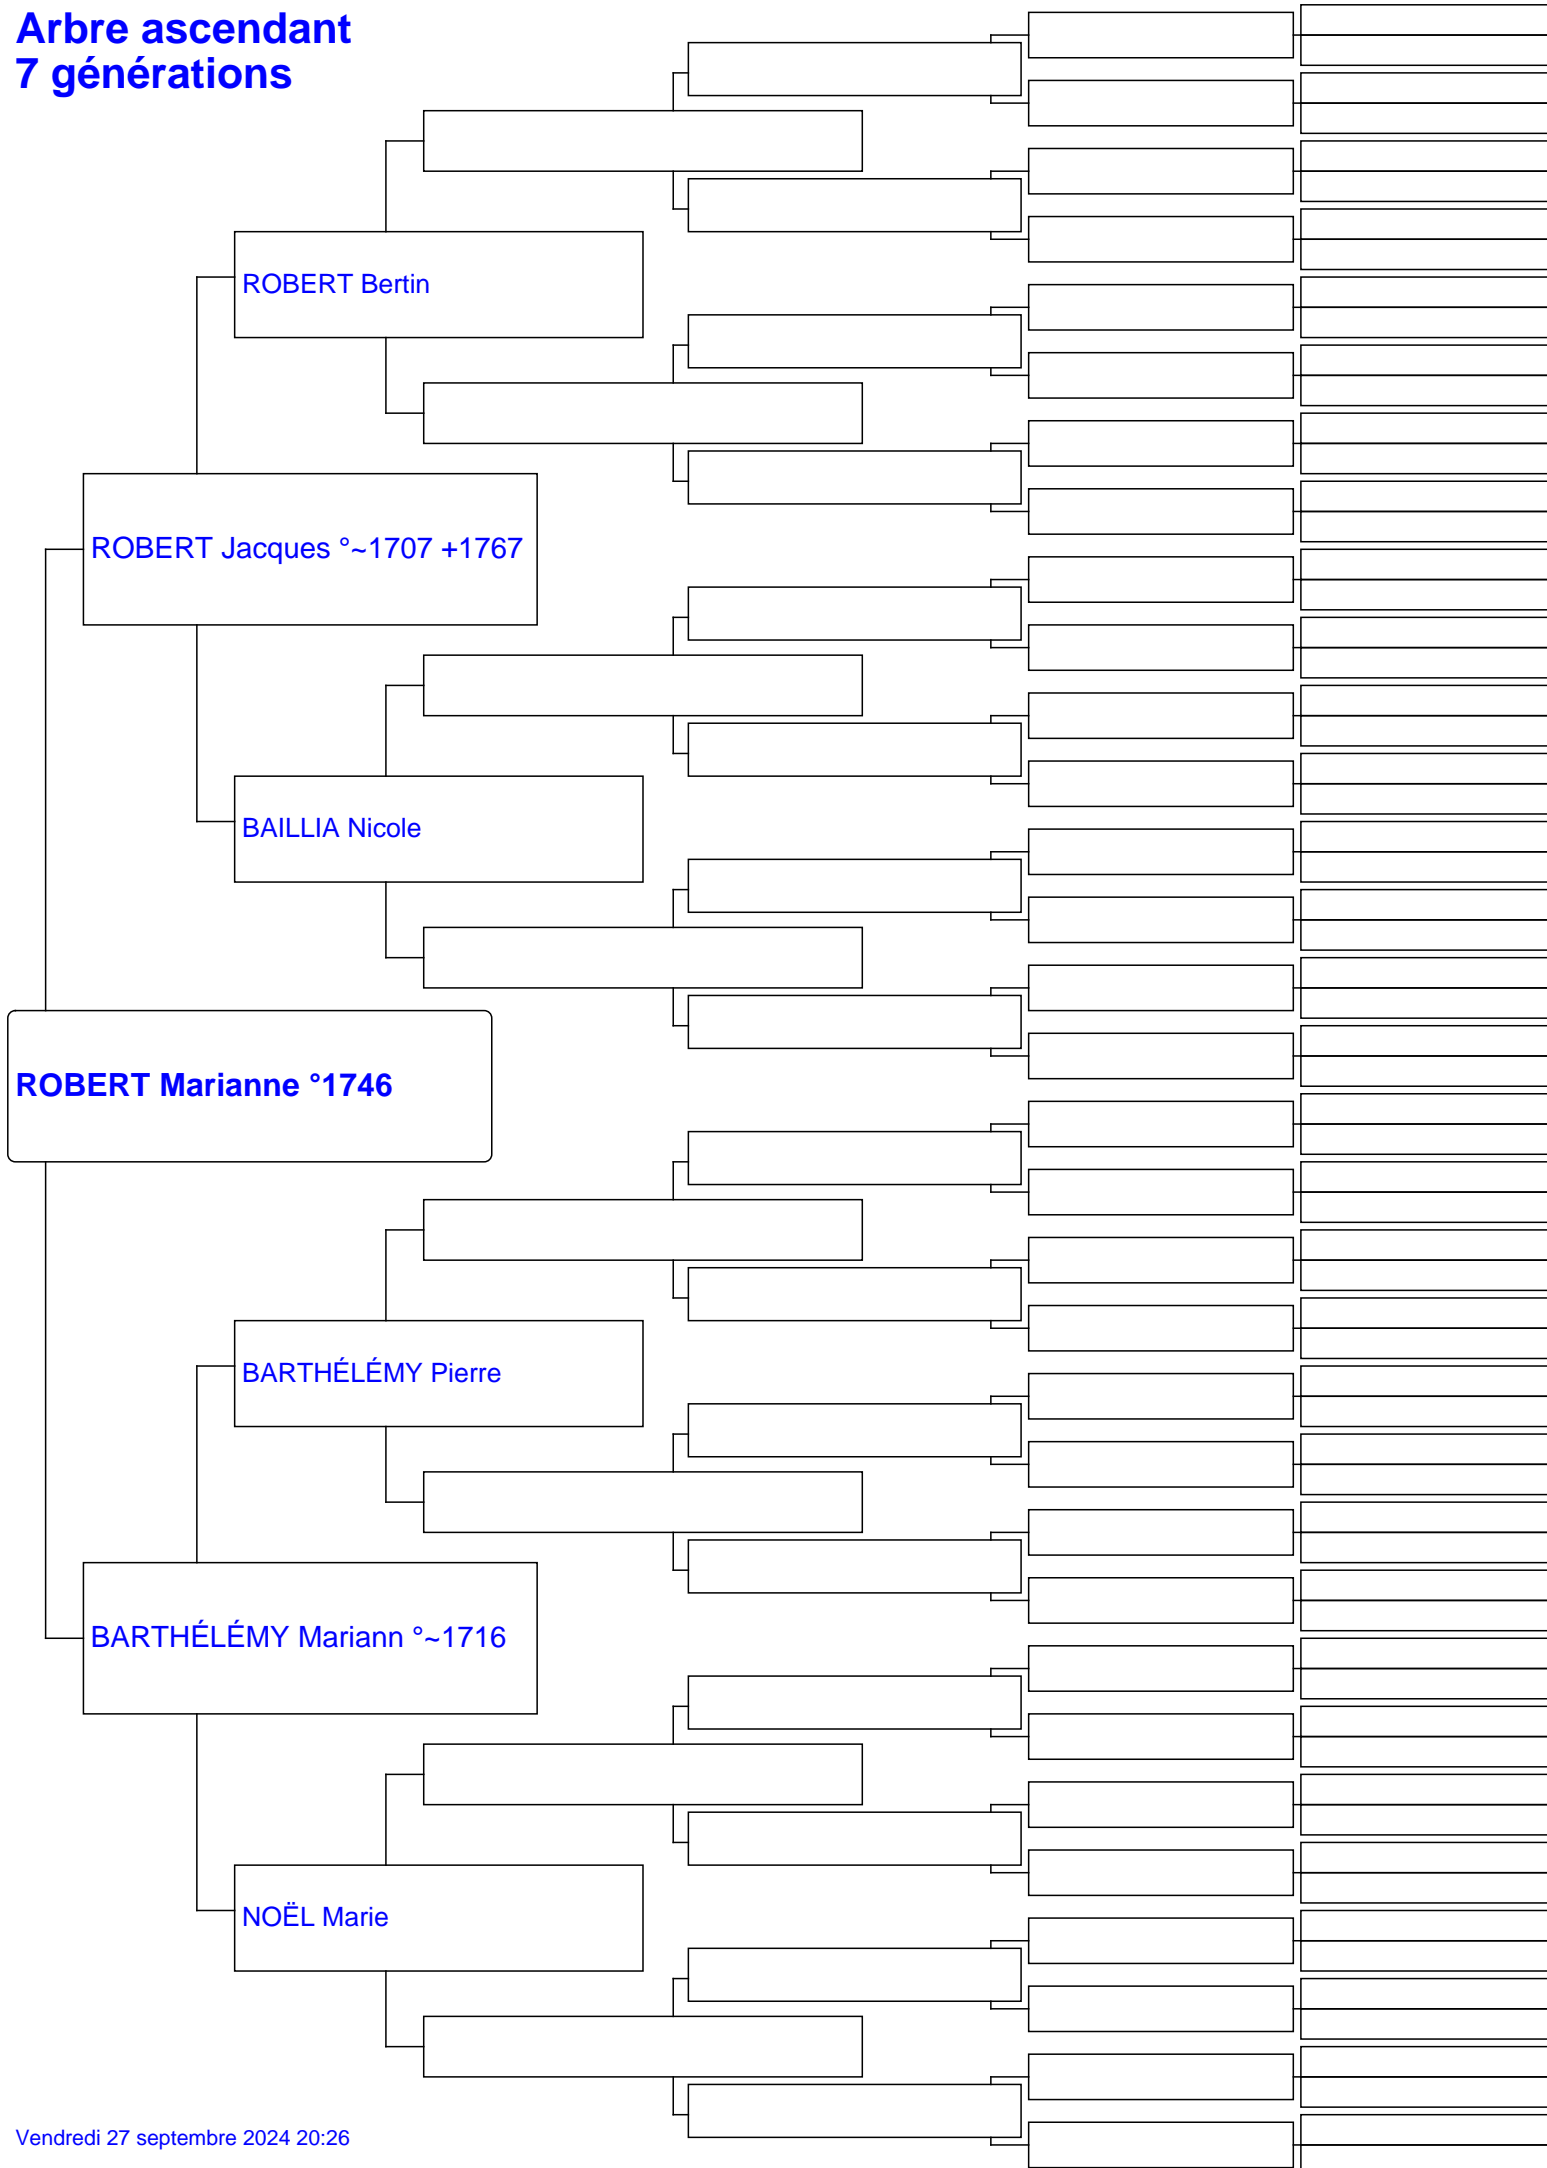 Arbre ascendant
7 générations
ROBERT Bertin
ROBERT Jacques °~1707 +1767
BAILLIA Nicole
ROBERT Marianne °1746
BARTHÉLÉMY Pierre
BARTHÉLÉMY Mariann °~1716
NOËL Marie
Vendredi 27 septembre 2024 20:26